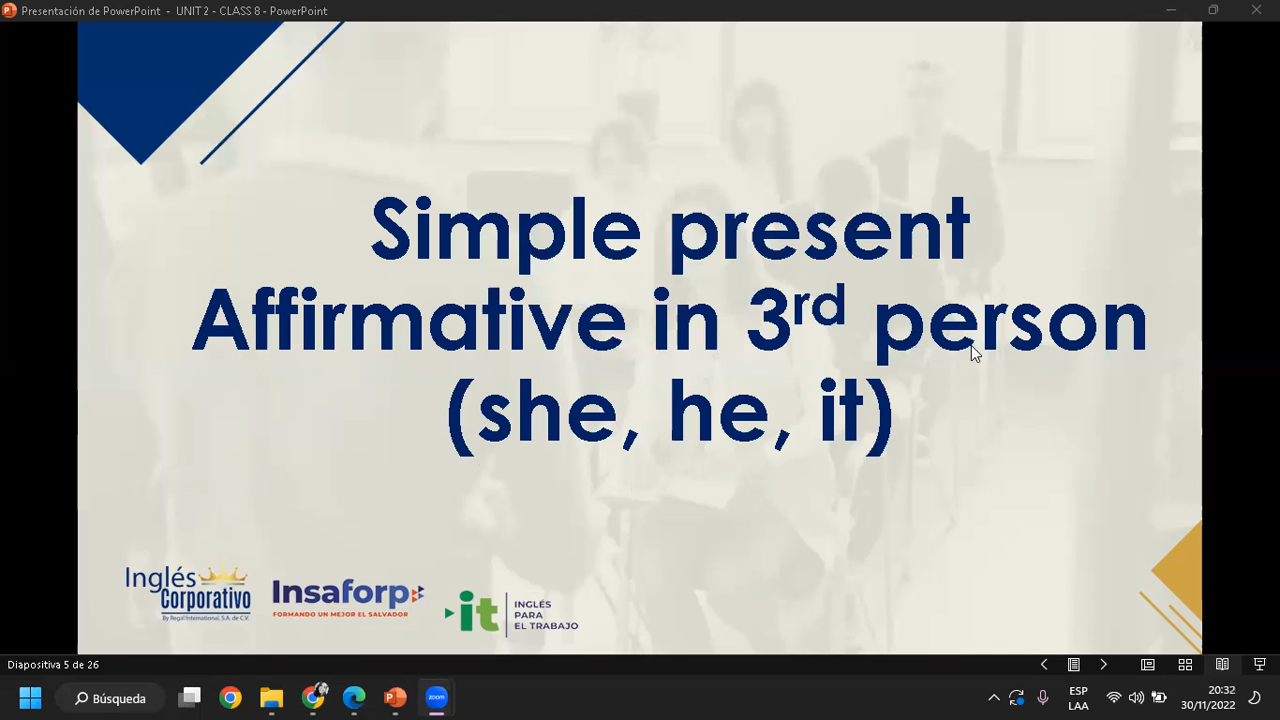 Presentación de PowerPoint - UNIT 2 - CLASS 8 - PowerPoint
Simple present
Affirmative in 3rd person
(she, he, it)
Inglés
Corporativo
By Regal International, S.A. de C.V.
Insaforp
FORMANDO UN MEJOR EL SALVADOR
it
INGLÉS
PARA
EL TRABAJO
Diapositiva 5 de 26
Búsqueda
zoom
ESP
LAA
20:32
30/11/2022